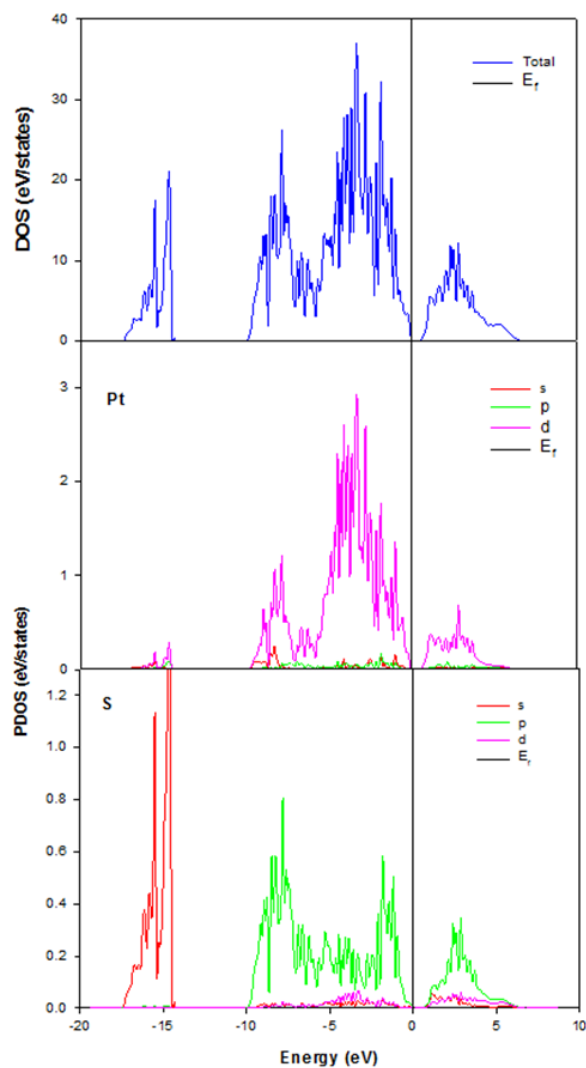 40
30
20
10
0
DOS (eV/states)
Total
E_f
Pt
3
2
1
0
s
p
d
E_f
PDOS (eV/states)
S
1.2
1.0
0.8
0.6
0.4
0.2
0.0
s
p
d
E_f
-20 -15 -10 -5 0 5 10
Energy (eV)